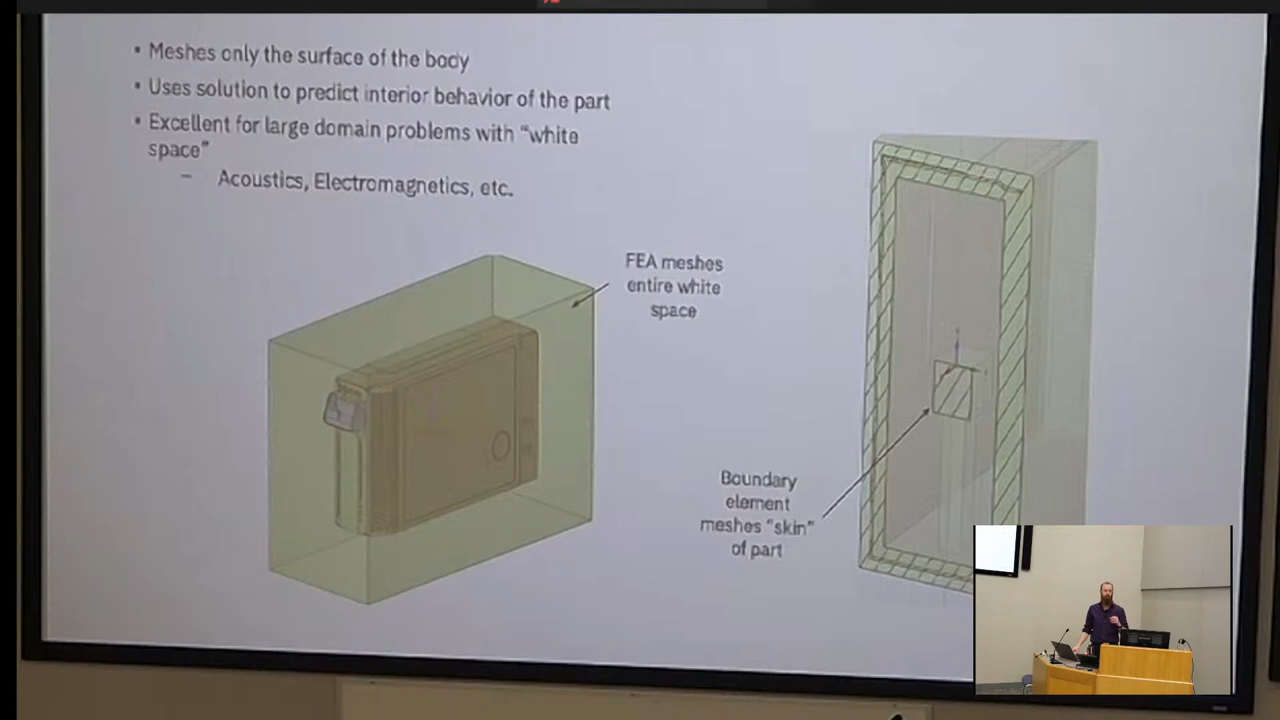 ▪ Meshes only the surface of the body
▪ Uses solution to predict interior behavior of the part
▪ Excellent for large domain problems with “white
space”
– Acoustics, Electromagnetics, etc.
FEA meshes
entire white
space
Boundary
element
meshes “skin”
of part